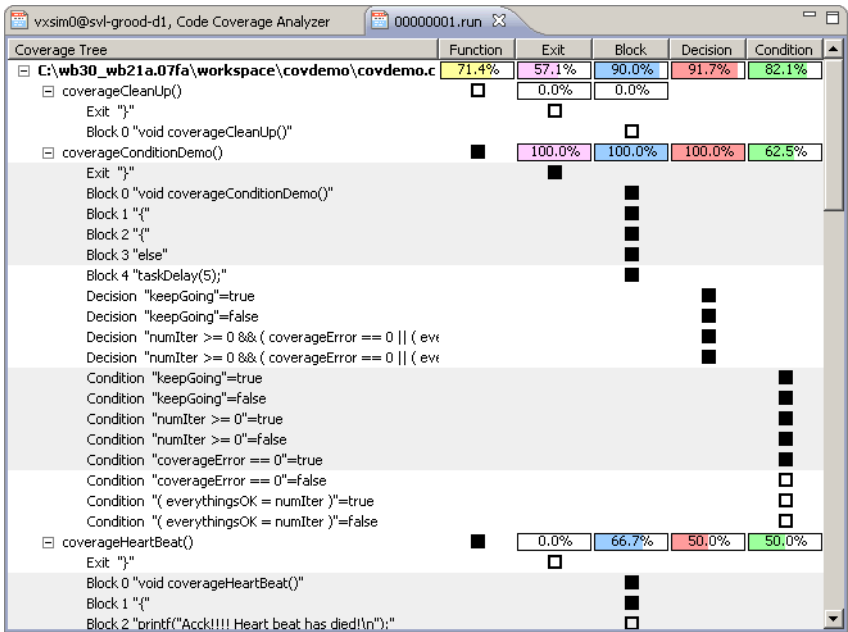 vxsim0@svl-grood-d1, Code Coverage Analyzer 00000001.run
Coverage Tree Function Exit Block Decision Condition
C:\wb30_wb21a.07fa\workspace\covdemo\covdemo.c 71.4% 57.1% 90.0% 91.7% 82.1%
coverageCleanUp() 0.0% 0.0%
Exit "}"
Block 0 "void coverageCleanUp()"
coverageConditionDemo() 100.0% 100.0% 100.0% 62.5%
Exit "}"
Block 0 "void coverageConditionDemo()"
Block 1 "{"
Block 2 "{"
Block 3 "else"
Block 4 "taskDelay(5);"
Decision "keepGoing"=true
Decision "keepGoing"=false
Decision "numIter >= 0 && ( coverageError == 0 || ( eve
Decision "numIter >= 0 && ( coverageError == 0 || ( eve
Condition "keepGoing"=true
Condition "keepGoing"=false
Condition "numIter >= 0"=true
Condition "numIter >= 0"=false
Condition "coverageError == 0"=true
Condition "coverageError == 0"=false
Condition "( everythingsOK = numIter )"=true
Condition "( everythingsOK = numIter )"=false
coverageHeartBeat() 0.0% 66.7% 50.0% 50.0%
Exit "}"
Block 0 "void coverageHeartBeat()"
Block 1 "{"
Block 2 "printf("Acck!!!! Heart beat has died!\n");"